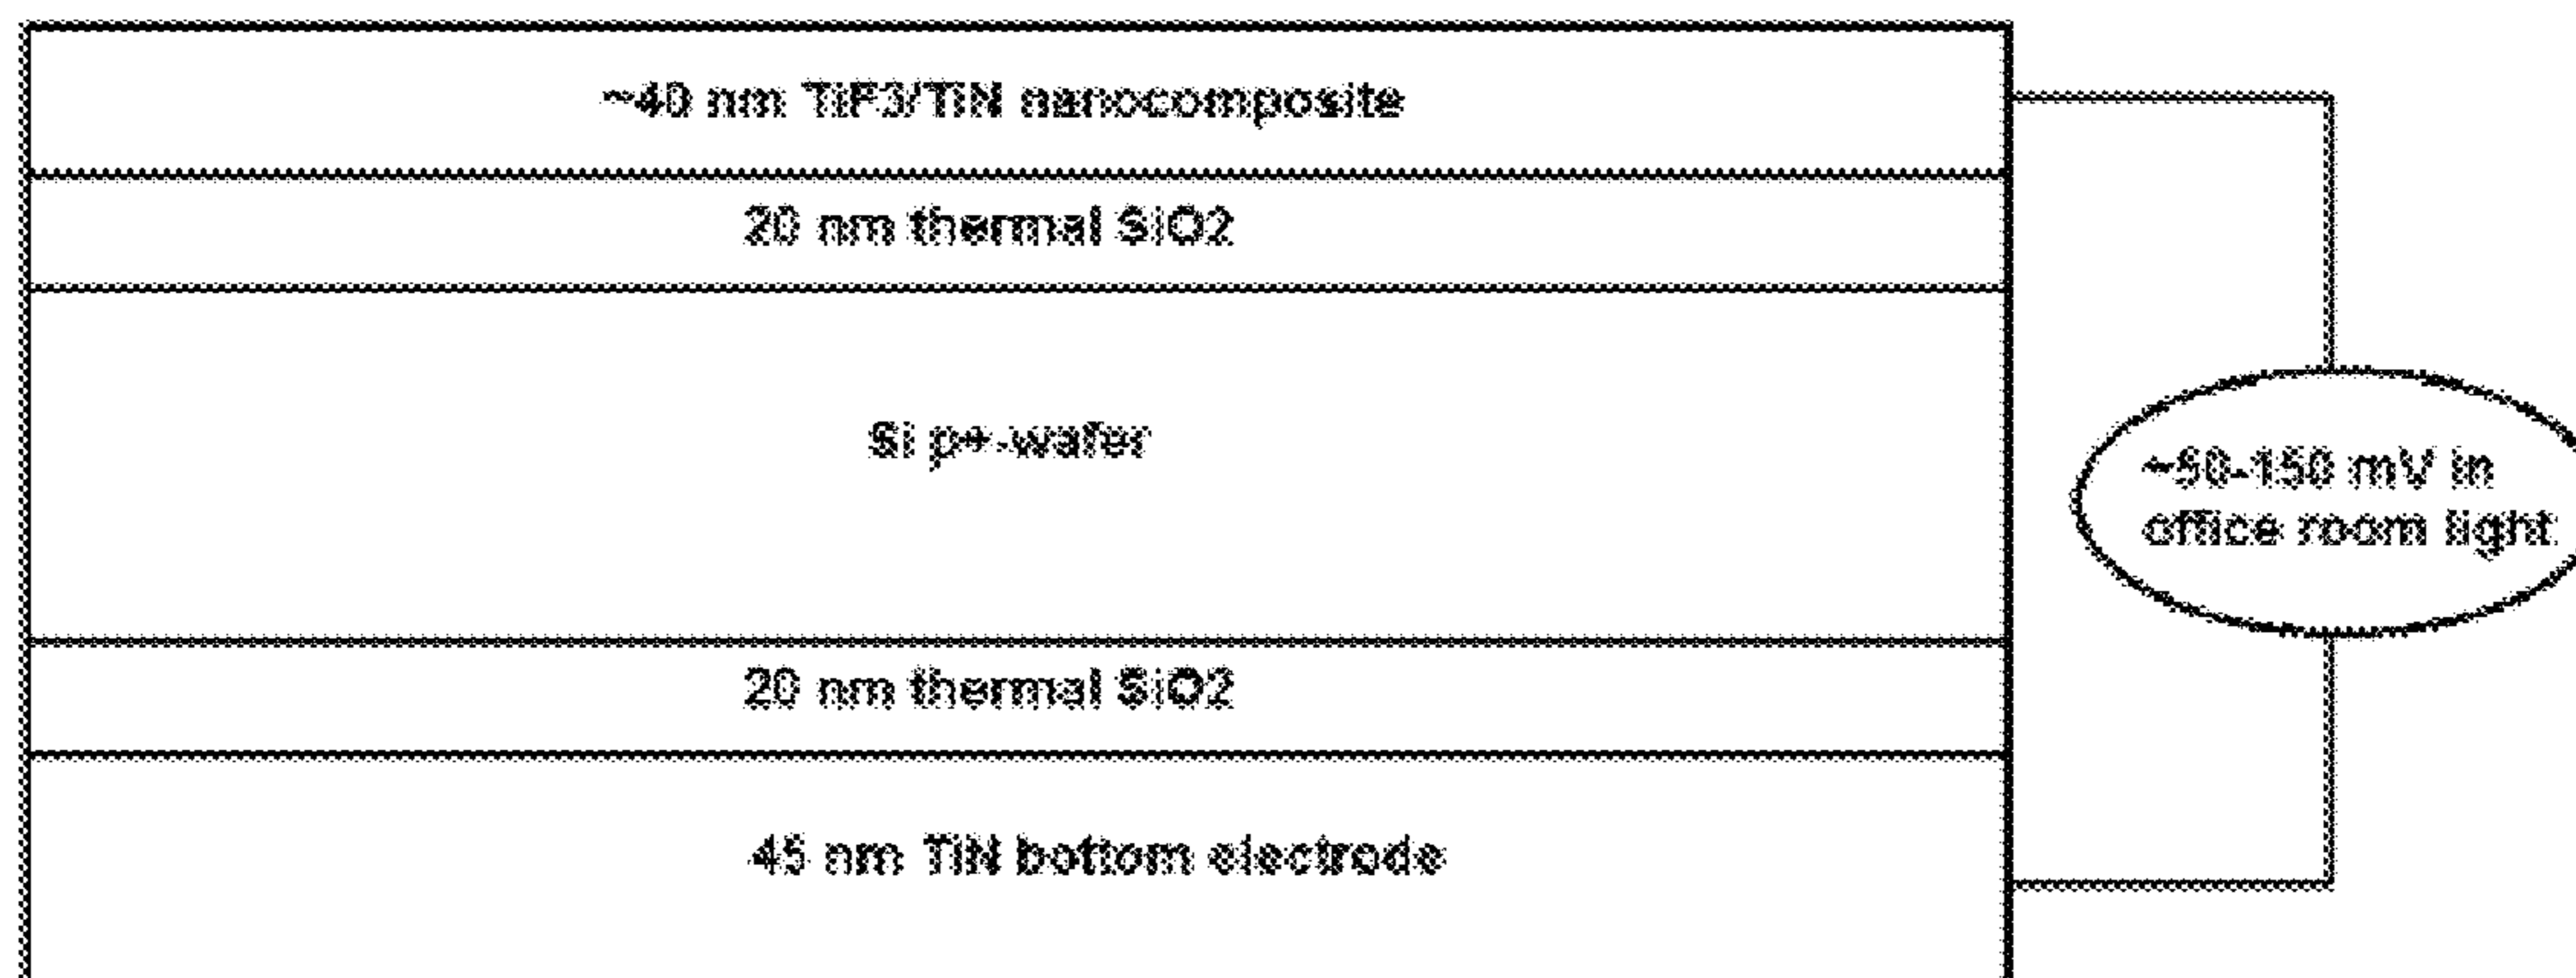 ~40 nm TiF3/TiN nanocomposite
20 nm thermal SiO2
Si p+-wafer
~50-150 mV in
office room light
20 nm thermal SiO2
45 nm TiN bottom electrode